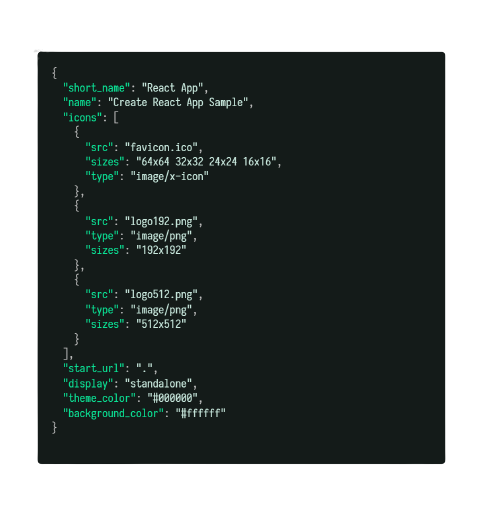 {
  "short_name": "React App",
  "name": "Create React App Sample",
  "icons": [
    {
      "src": "favicon.ico",
      "sizes": "64x64 32x32 24x24 16x16",
      "type": "image/x-icon"
    },
    {
      "src": "logo192.png",
      "type": "image/png",
      "sizes": "192x192"
    },
    {
      "src": "logo512.png",
      "type": "image/png",
      "sizes": "512x512"
    }
  ],
  "start_url": ".",
  "display": "standalone",
  "theme_color": "#000000",
  "background_color": "#ffffff"
}